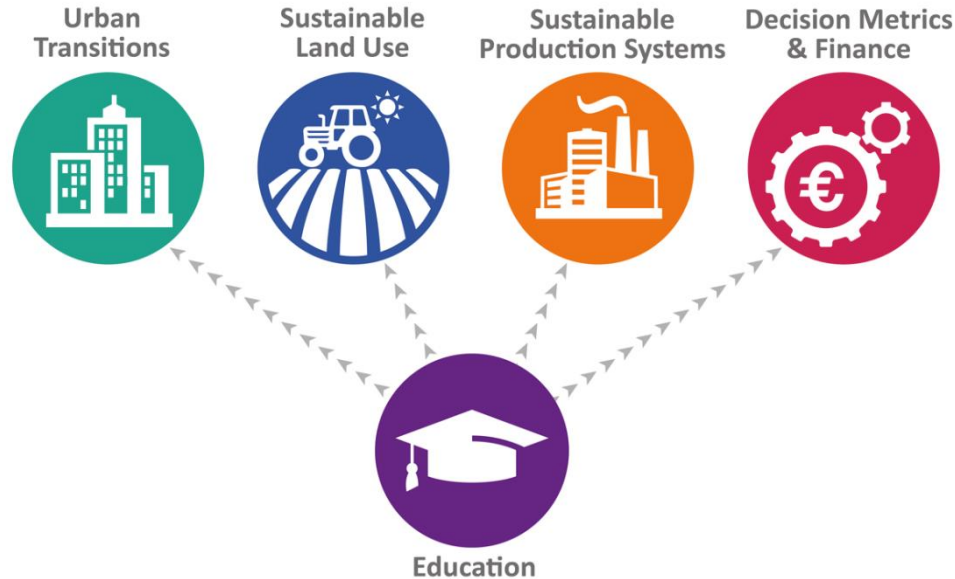 Urban
Transitions
Sustainable
Land Use
Sustainable
Production Systems
Decision Metrics
& Finance
€
Education